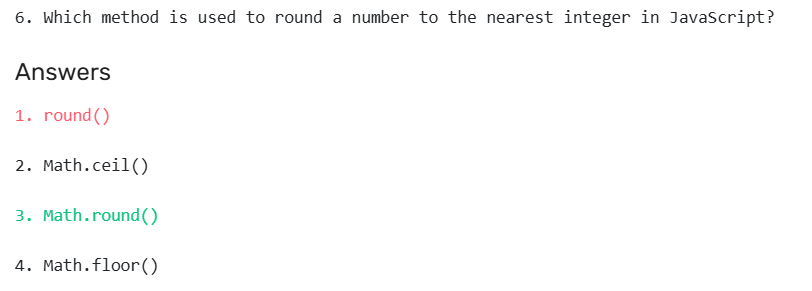 6. Which method is used to round a number to the nearest integer in JavaScript?
Answers
1. round()
2. Math.ceil()
3. Math.round()
4. Math.floor()